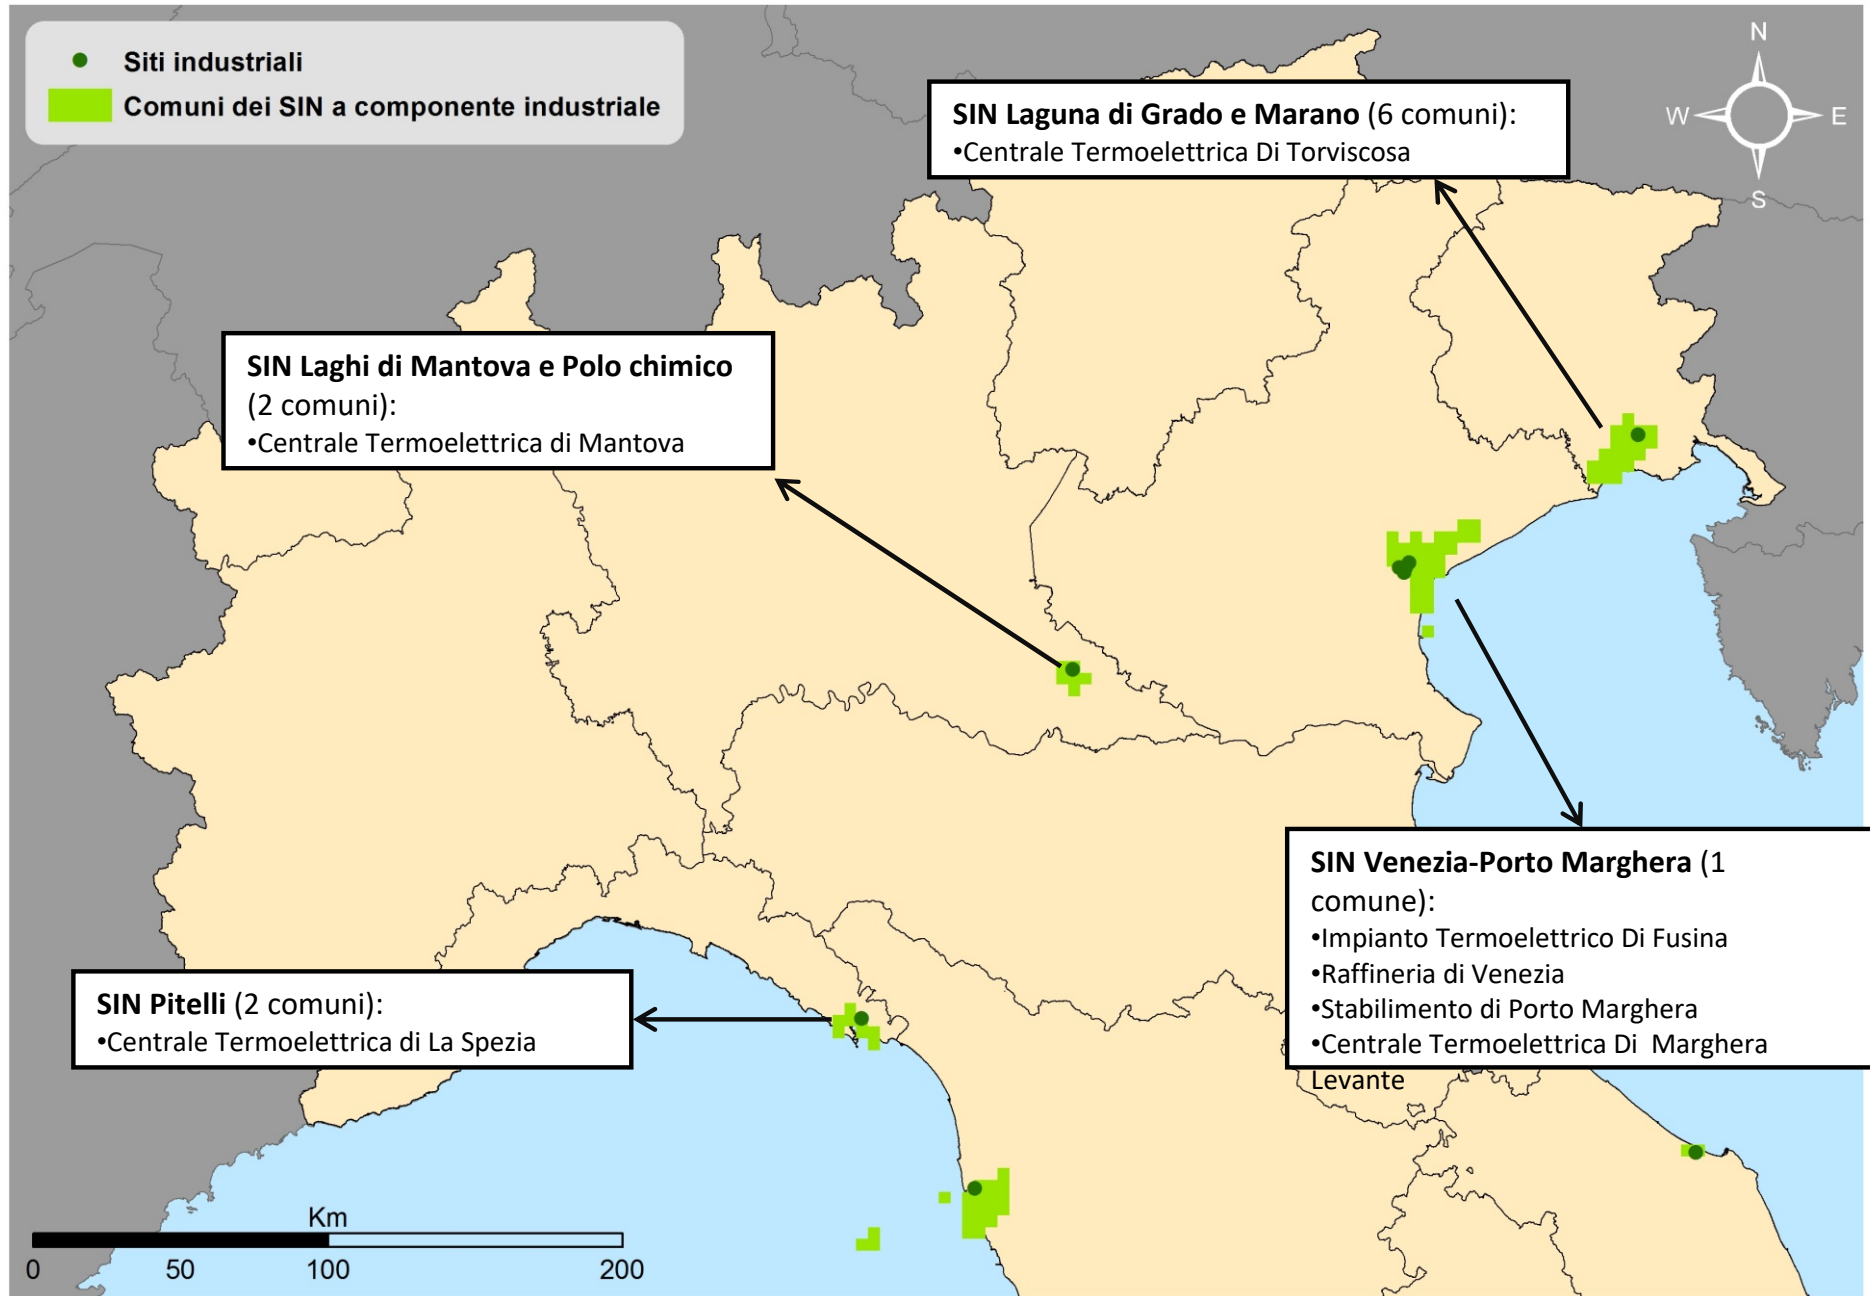 Siti industriali
Comuni dei SIN a componente industriale
N
W
E
S
SIN Laguna di Grado e Marano (6 comuni):
•Centrale Termoelettrica Di Torviscosa
SIN Laghi di Mantova e Polo chimico
(2 comuni):
•Centrale Termoelettrica di Mantova
SIN Venezia-Porto Marghera (1
comune):
•Impianto Termoelettrico Di Fusina
•Raffineria di Venezia
•Stabilimento di Porto Marghera
•Centrale Termoelettrica Di  Marghera
Levante
SIN Pitelli (2 comuni):
•Centrale Termoelettrica di La Spezia
Km
0 50 100 200